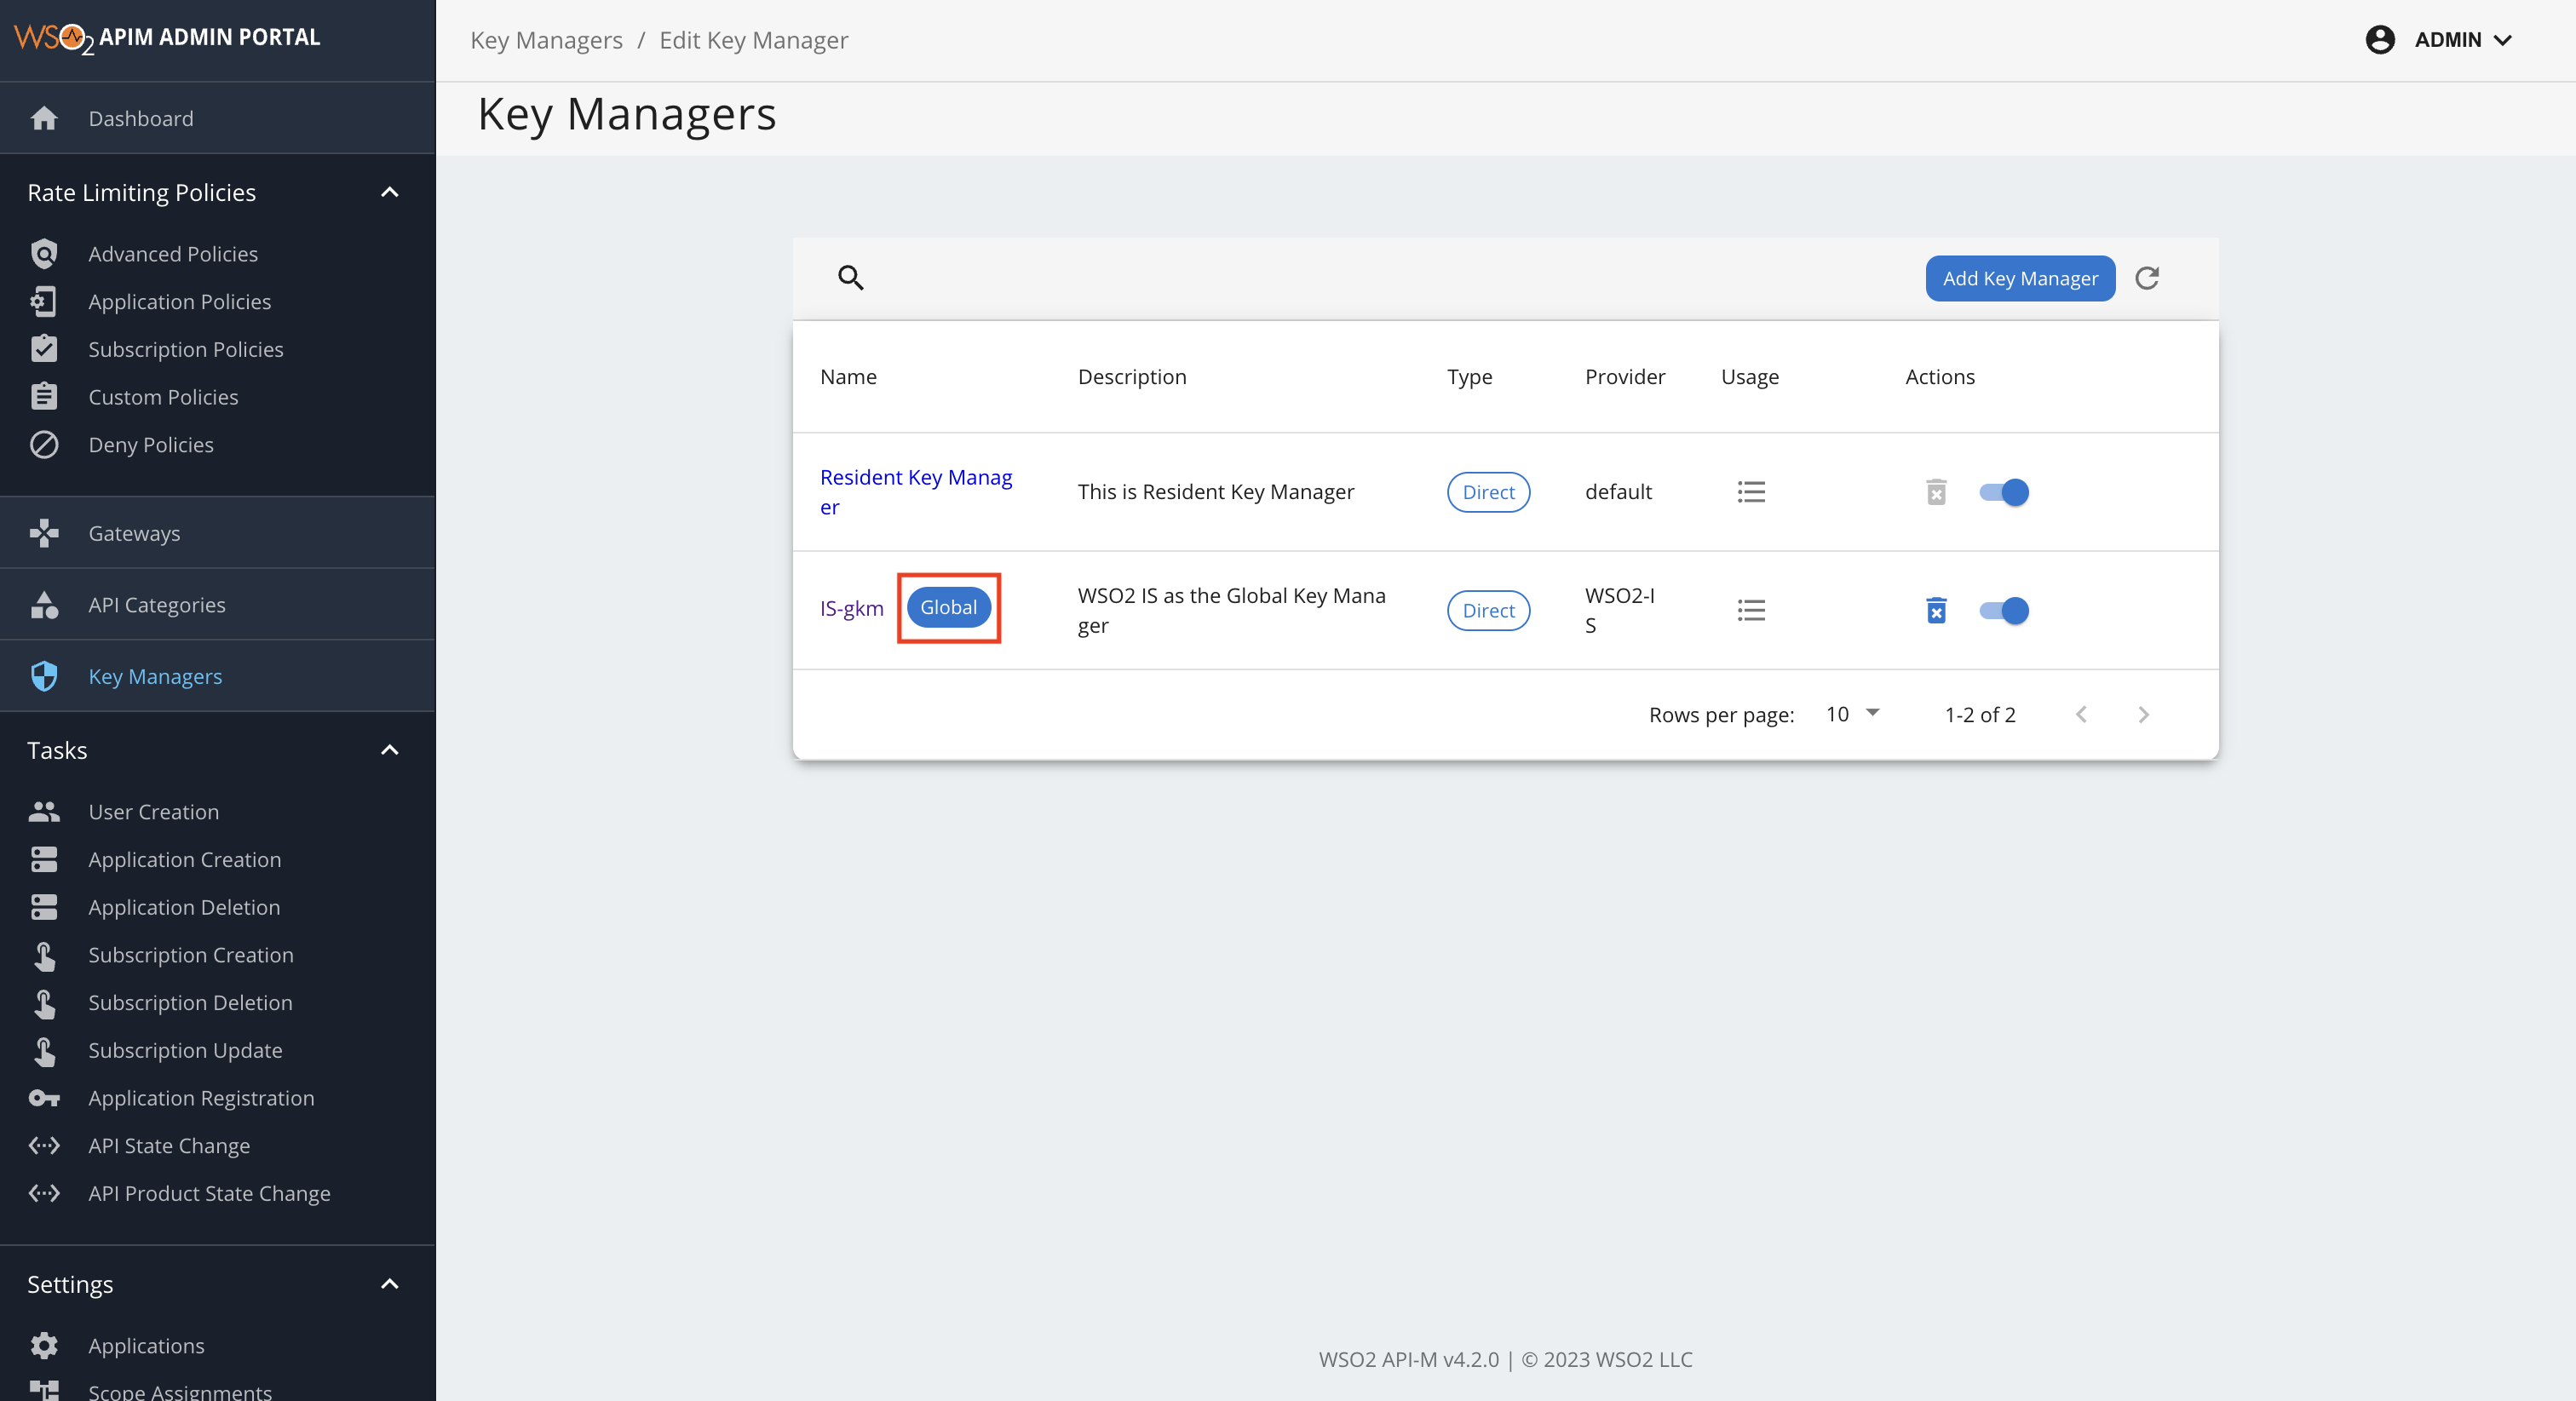 WSO2 APIM ADMIN PORTAL
Key Managers / Edit Key Manager
ADMIN
Key Managers
Dashboard
Rate Limiting Policies
Advanced Policies
Application Policies
Subscription Policies
Custom Policies
Deny Policies
Gateways
API Categories
Key Managers
Tasks
User Creation
Application Creation
Application Deletion
Subscription Creation
Subscription Deletion
Subscription Update
Application Registration
API State Change
API Product State Change
Settings
Applications
Scope Assignments
Add Key Manager
Name Description Type Provider Usage Actions
Resident Key Manag
er
This is Resident Key Manager
Direct
default
IS-gkm
Global
WSO2 IS as the Global Key Mana
ger
Direct
WSO2-I
S
Rows per page: 10 1-2 of 2
WSO2 API-M v4.2.0 | © 2023 WSO2 LLC